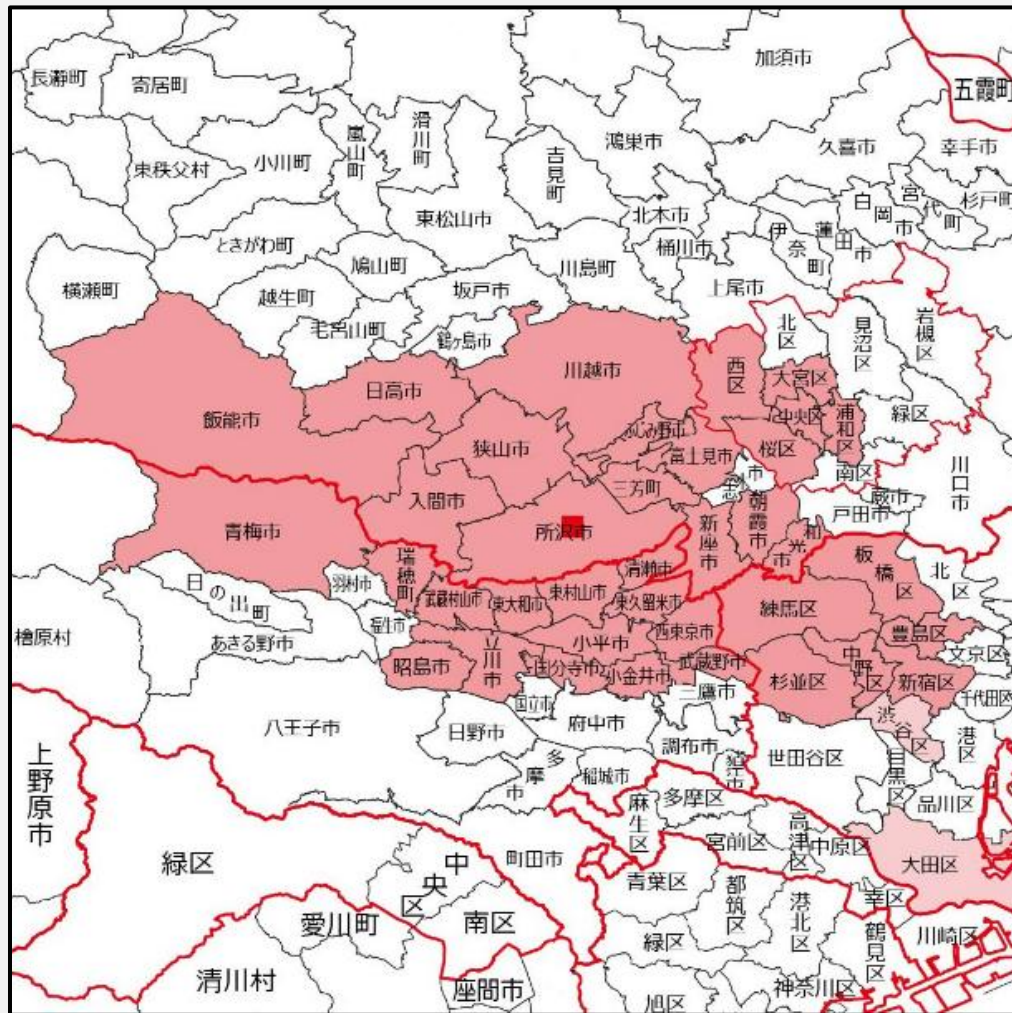 加須市
五霞町
長瀞町
寄居町
嵐山町
滑川町
鴻巣市
久喜市
幸手市
東秩父村
小川町
吉見町
宮代町
杉戸町
白岡市
東松山市
北本市
伊奈町
蓮田市
ときがわ町
桶川市
鳩山町
川島町
上尾市
横瀬町
越生町
坂戸市
毛呂山町
鶴ヶ島市
北区
見沼区
岩槻区
西区
川越市
大宮区
日高市
飯能市
中央区
浦和区
緑区
狭山市
ふじみ野市
富士見市
桜区
南区
川口市
入間市
三芳町
志木市
蕨市
戸田市
朝霞市
青梅市
所沢市
新座市
和光市
瑞穂町
清瀬市
板橋区
北区
日の出町
羽村市
武蔵村山市
東大和市
東村山市
東久留米市
練馬区
福生市
小平市
西東京市
豊島区
檜原村
あきる野市
立川市
文京区
昭島市
国分寺市
小金井市
武蔵野市
中野区
杉並区
新宿区
千代田区
三鷹市
国立市
八王子市
日野市
府中市
渋谷区
港区
調布市
世田谷区
上野原市
多摩市
稲城市
狛江市
目黒区
品川区
多摩区
麻生区
高津区
緑区
中央区
町田市
宮前区
中原区
大田区
青葉区
幸区
都筑区
港北区
愛川町
南区
鶴見区
川崎区
緑区
清川村
座間市
旭区
神奈川区